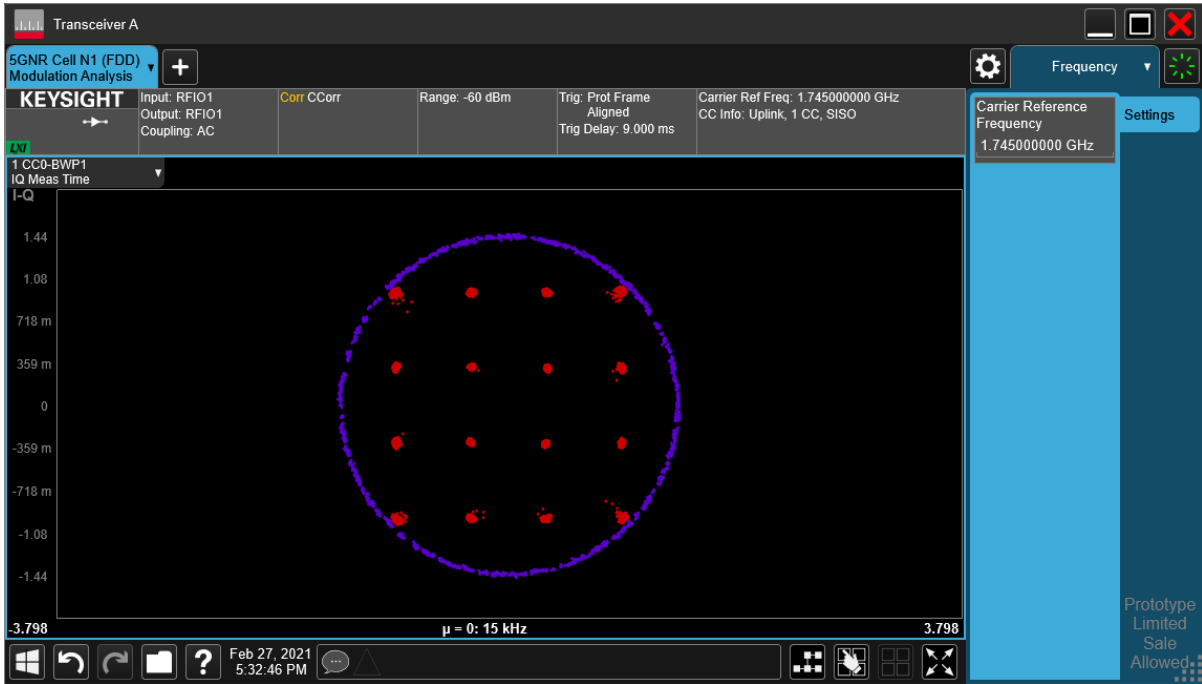 Transceiver A
5GNR Cell N1 (FDD)
Modulation Analysis
+
Frequency
KEYSIGHT
LXI
Input: RFIO1
Output: RFIO1
Coupling: AC
Corr CCorr
Range: -60 dBm
Trig: Prot Frame
Aligned
Trig Delay: 9.000 ms
Carrier Ref Freq: 1.745000000 GHz
CC Info: Uplink, 1 CC, SISO
Carrier Reference
Frequency
1.745000000 GHz
Settings
1 CC0-BWP1
IQ Meas Time
I-Q
1.44
1.08
718 m
359 m
0
-359 m
-718 m
-1.08
-1.44
-3.798
µ = 0: 15 kHz
3.798
?
Feb 27, 2021
5:32:46 PM
Prototype
Limited
Sale
Allowed